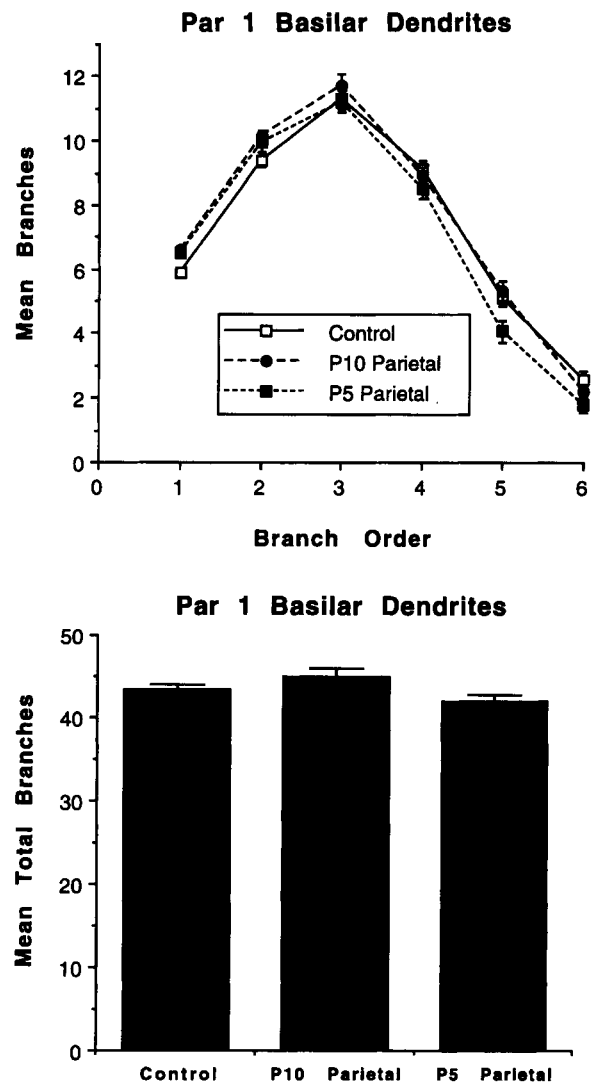 Par 1 Basilar Dendrites
12
10
8
6
4
2
0
Mean Branches
Control
P10 Parietal
P5 Parietal
0 1 2 3 4 5 6
Branch Order
Par 1 Basilar Dendrites
50
40
30
20
10
0
Mean Total Branches
Control P10 Parietal P5 Parietal